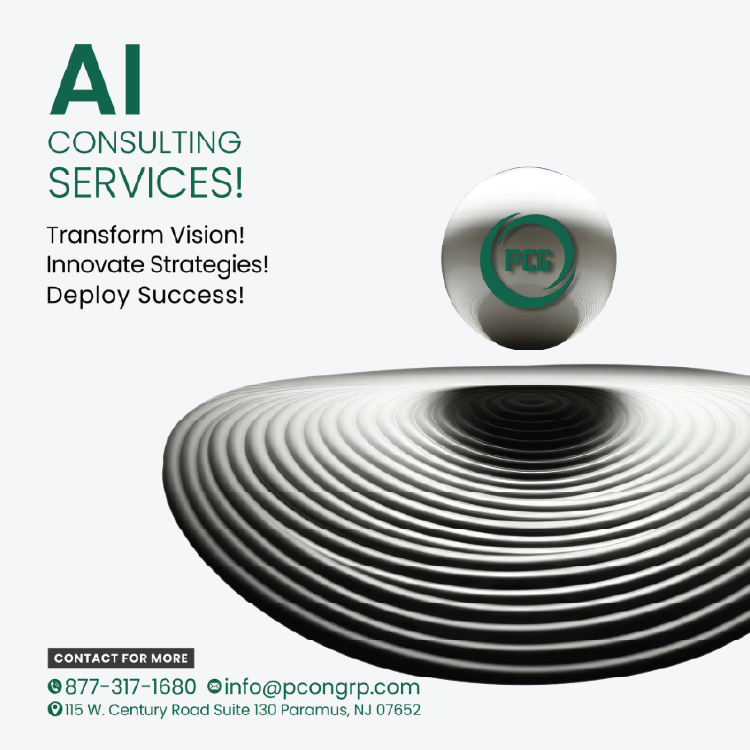 AI
CONSULTING
SERVICES!
Transform Vision!
Innovate Strategies!
Deploy Success!
PCG
CONTACT FOR MORE
877-317-1680 info@pcongrp.com
115 W. Century Road Suite 130 Paramus, NJ 07652